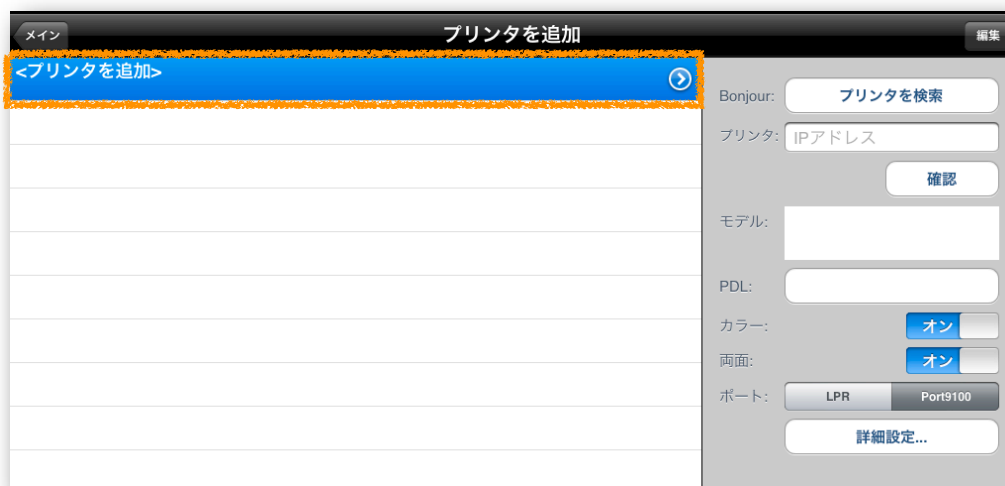 メイン
プリンタを追加
編集
<プリンタを追加>
Bonjour: プリンタを検索
プリンタ: IPアドレス
確認
モデル:
PDL:
カラー: オン
両面: オン
ポート: LPR Port9100
詳細設定...